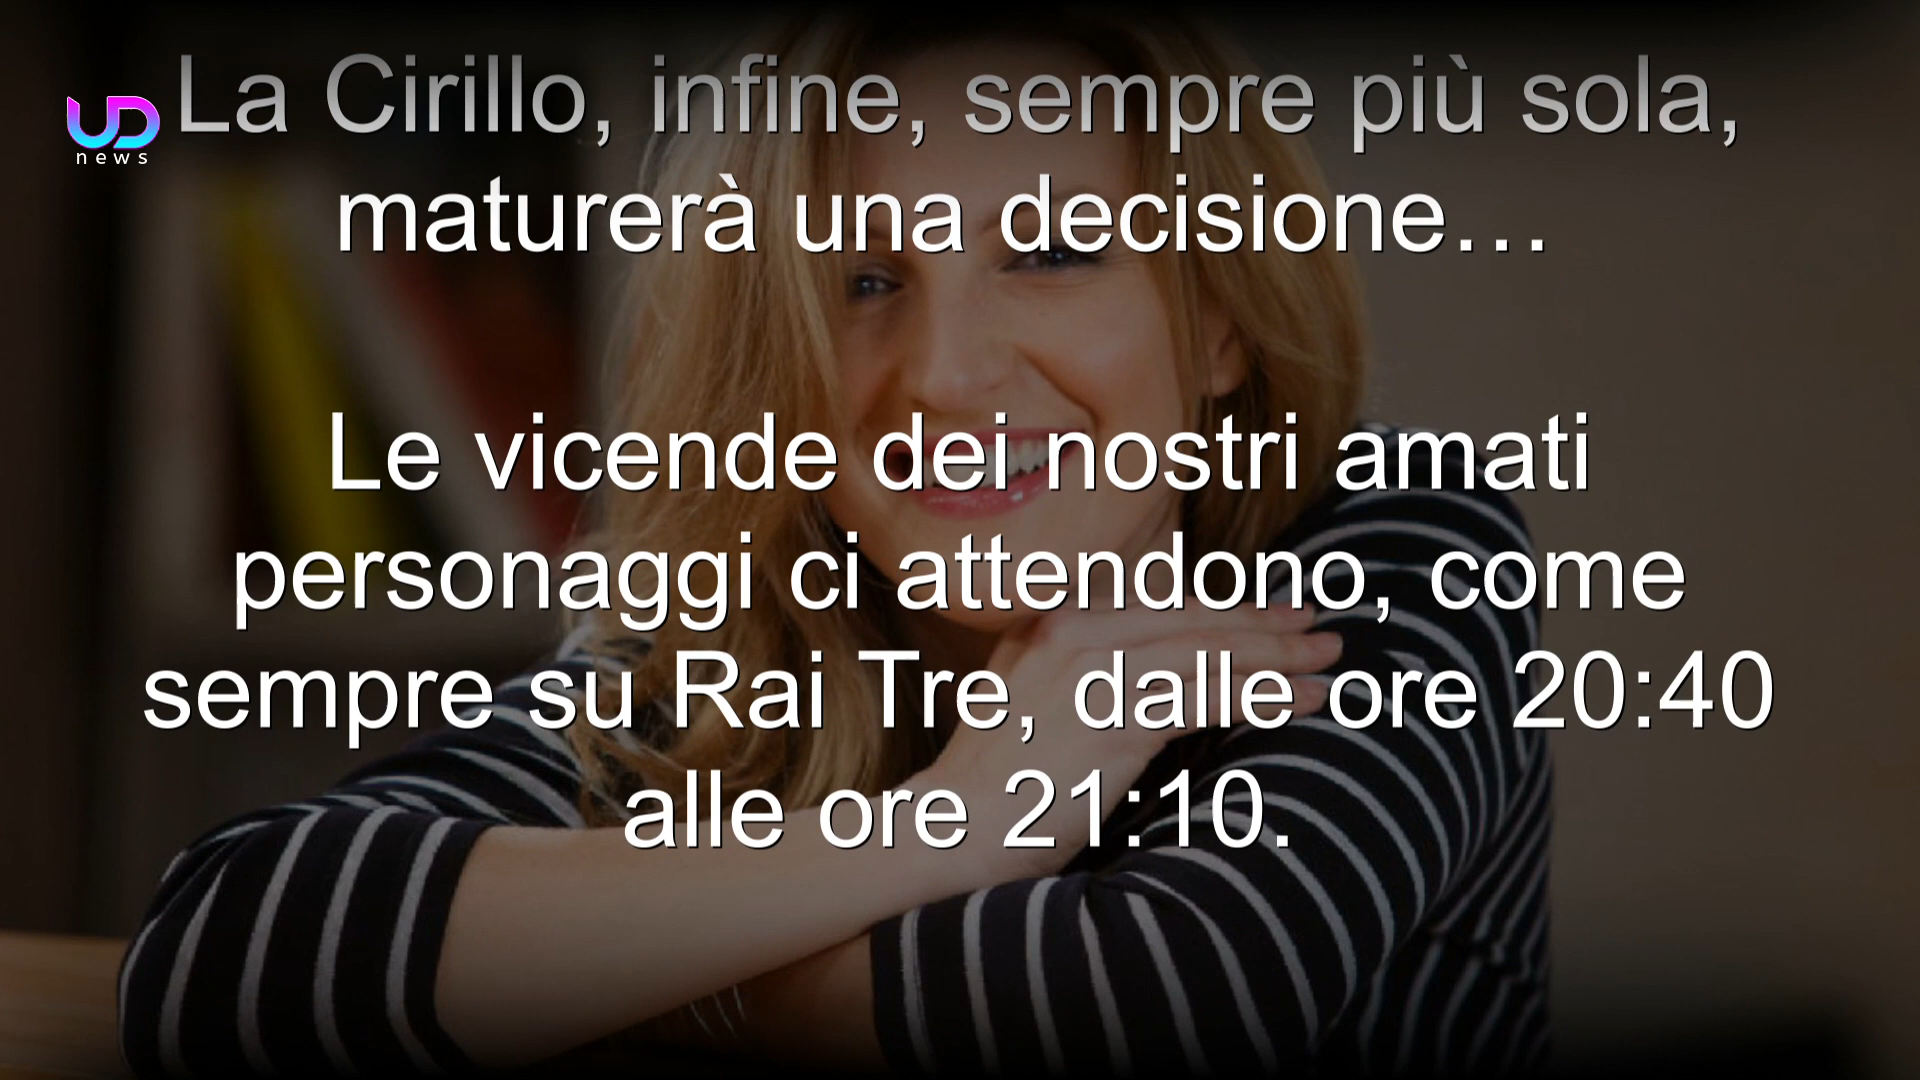 La Cirillo, infine, sempre più sola,
UD
news
maturerà una decisione…
Le vicende dei nostri amati
personaggi ci attendono, come
sempre su Rai Tre, dalle ore 20:40
alle ore 21:10.